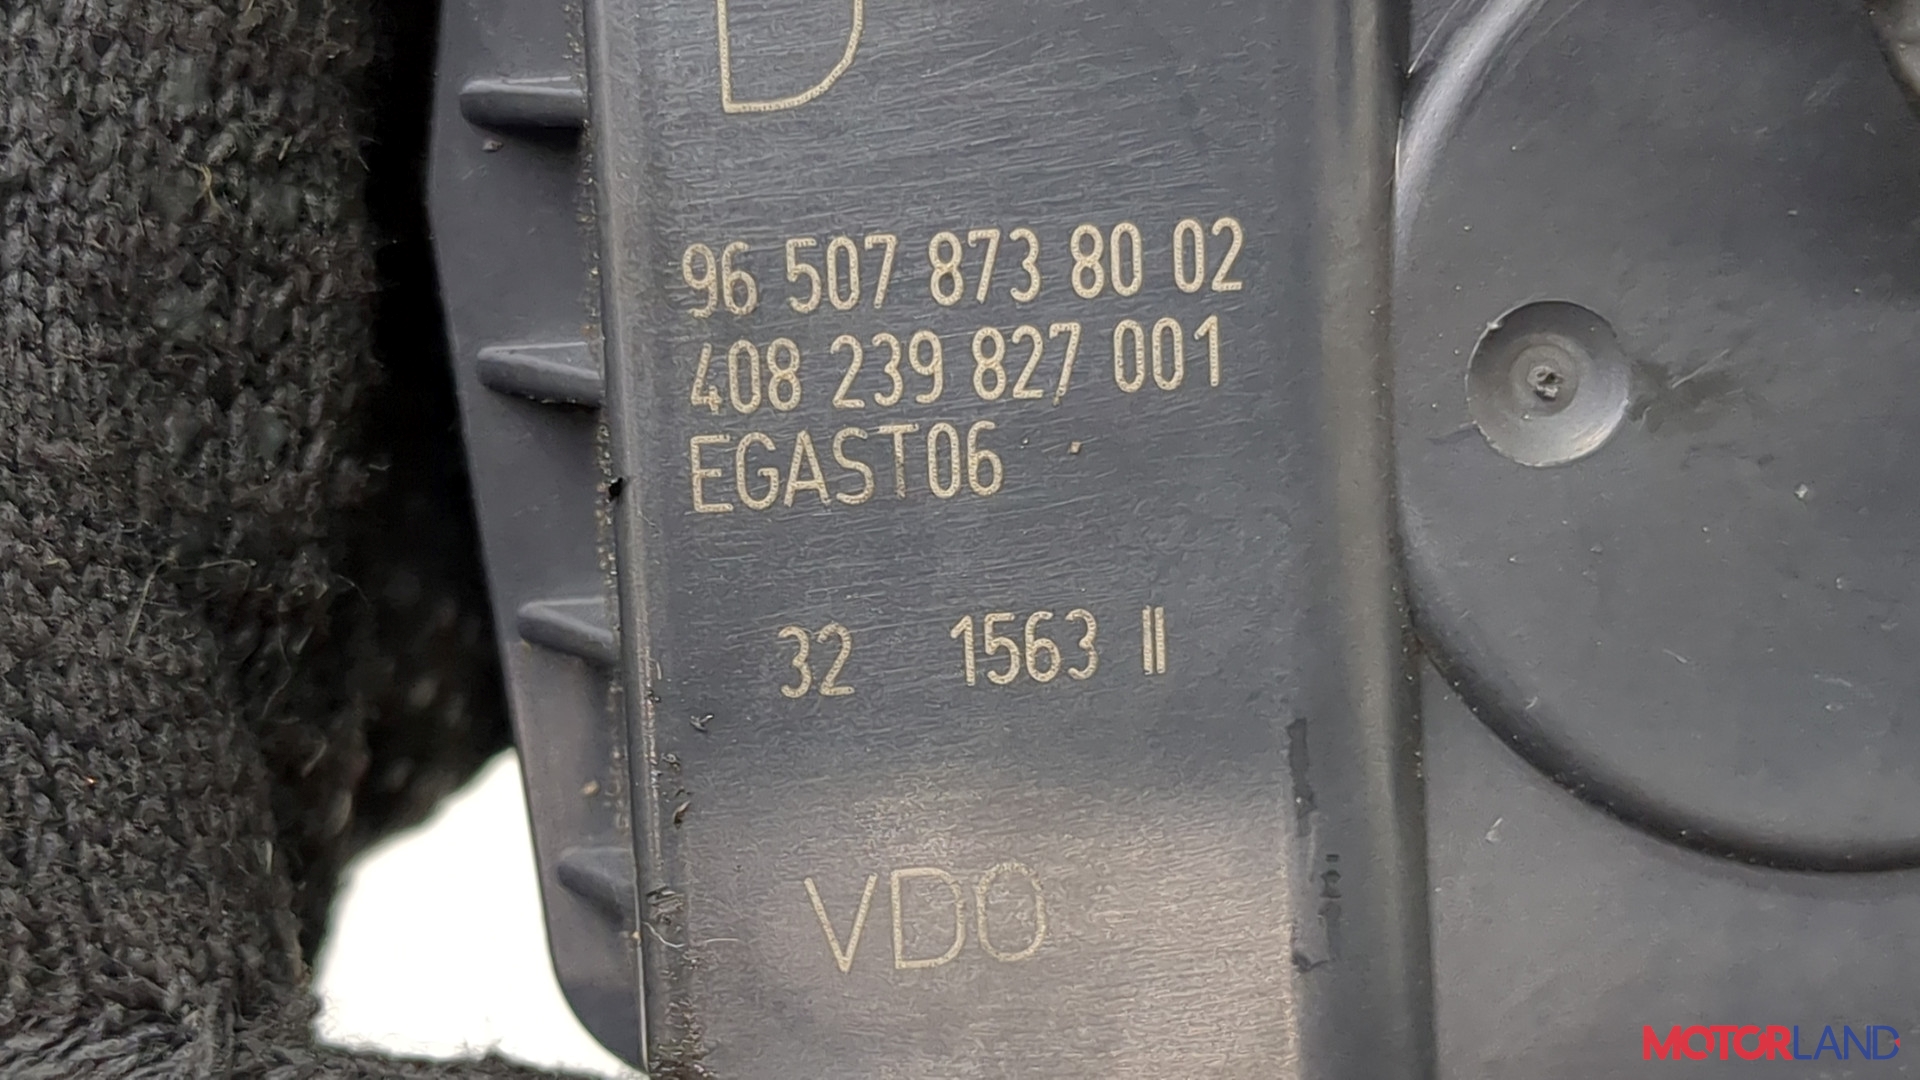 D
96 507 873 80 02
408 239 827 001
EGAST06
32 1563 II
VDO
MOTORLAND